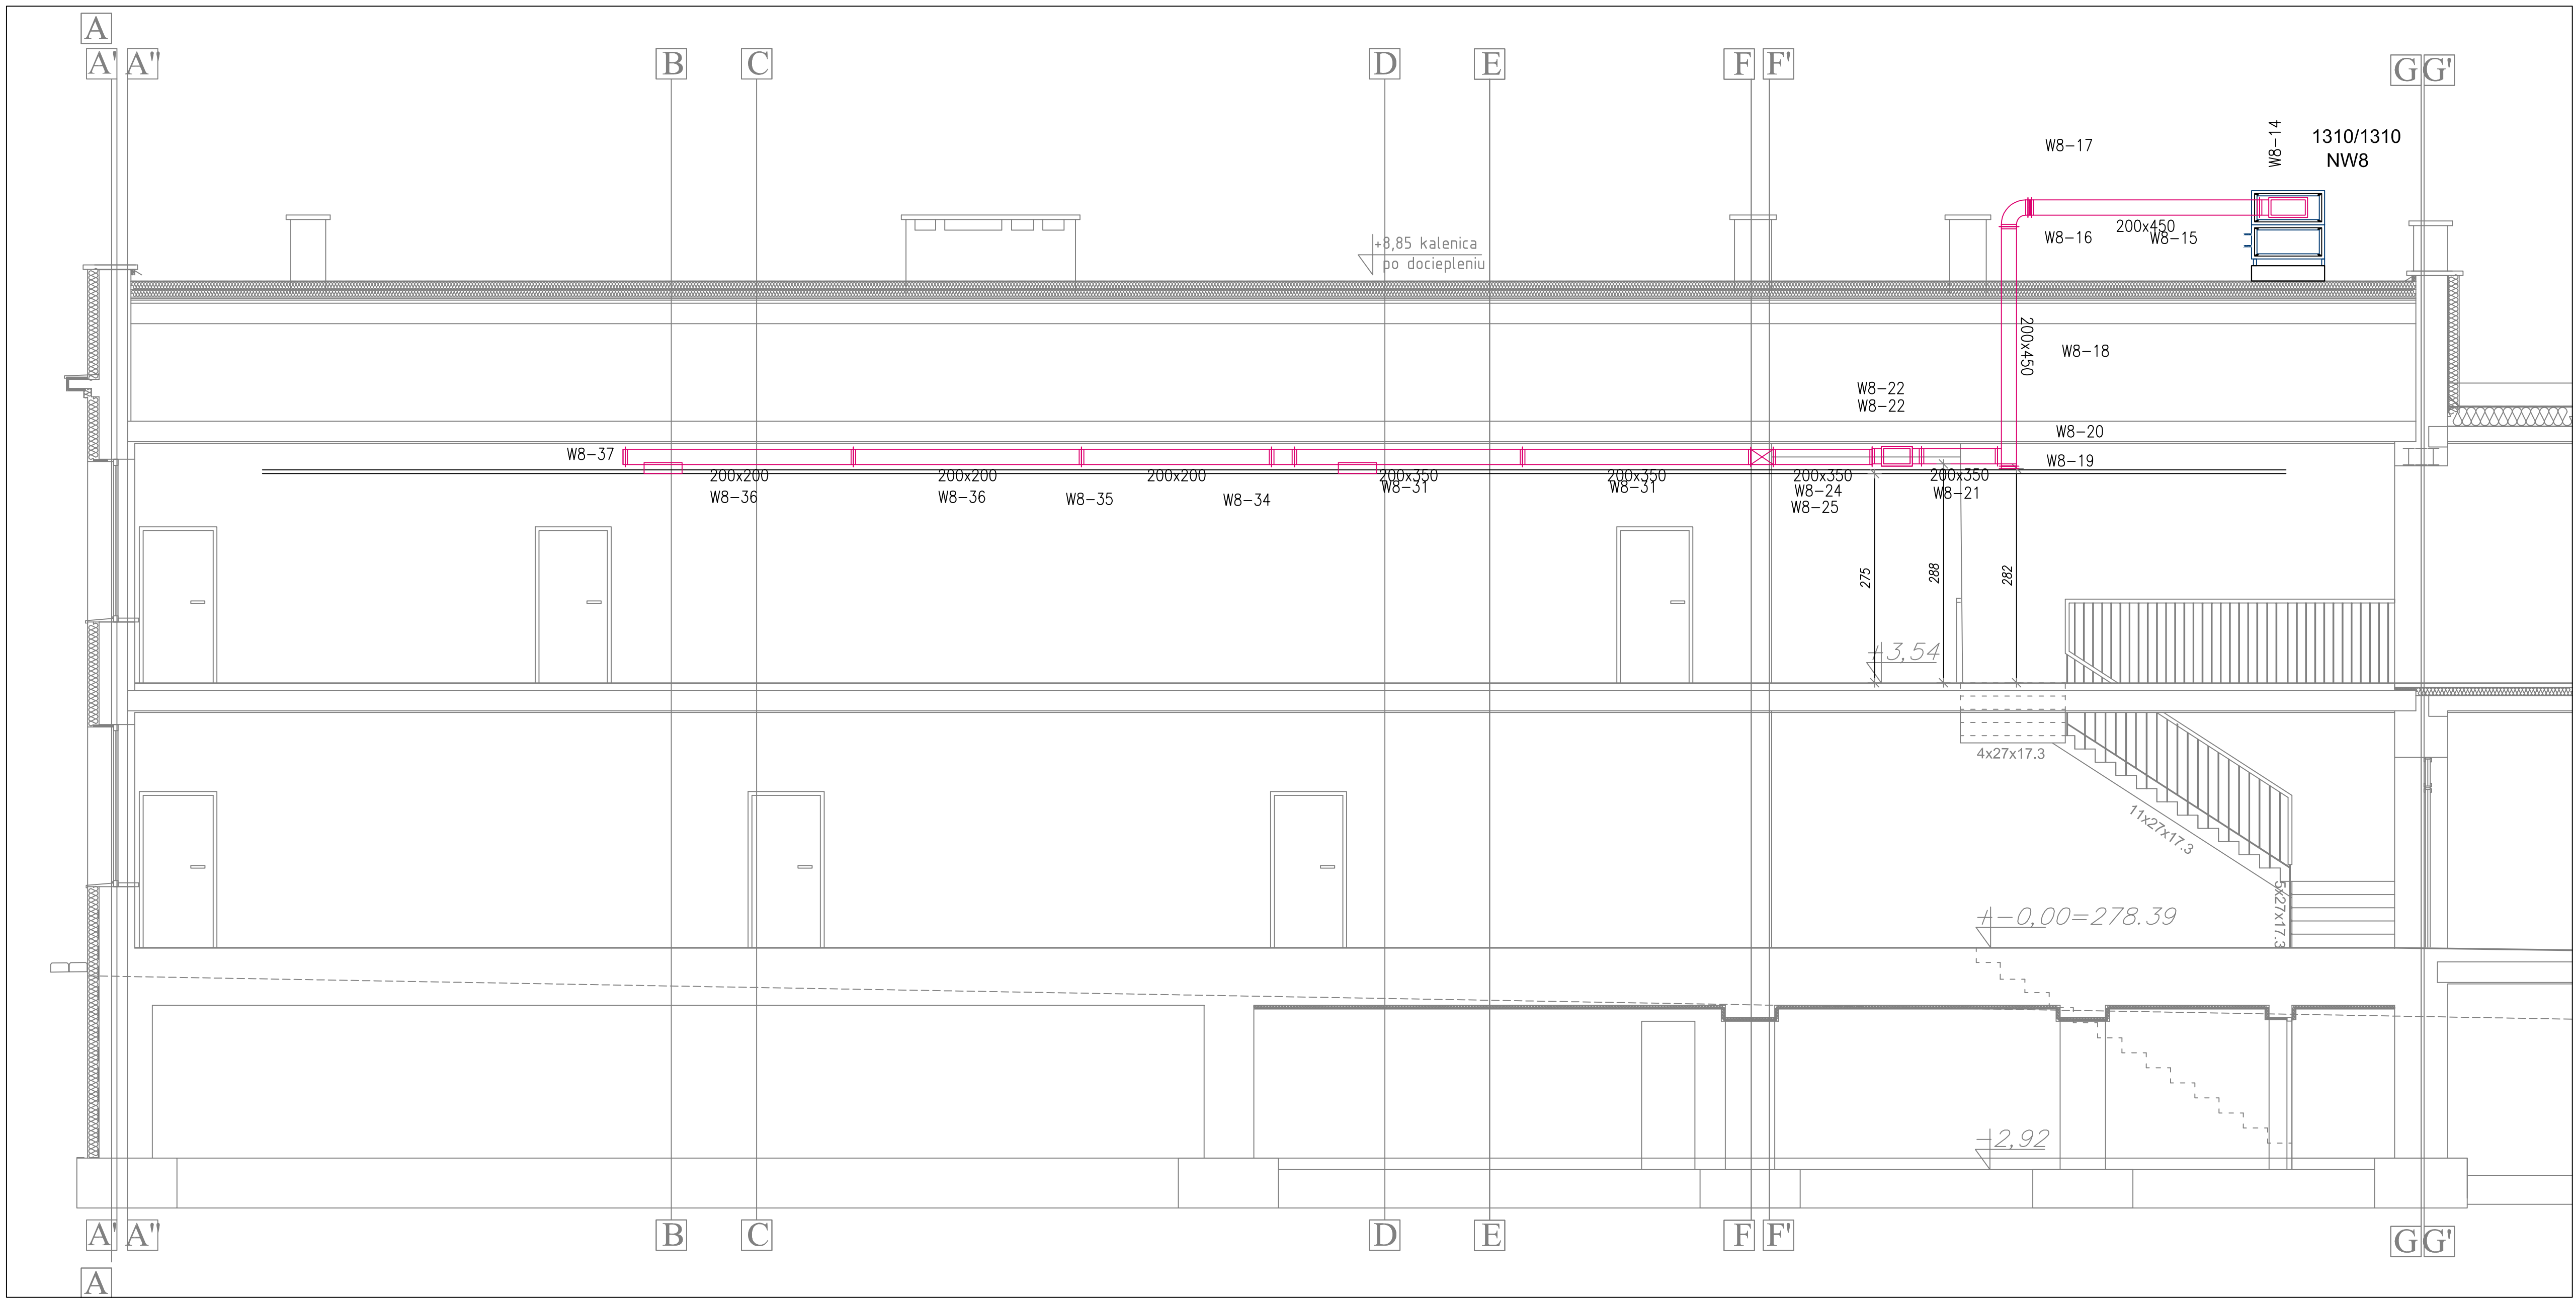 A
A' A" B C D E F F' G G'
W8-14
1310/1310
NW8
W8-17
200x450
W8-16
W8-15
+8,85 kalenica
po dociepleniu
200x450
W8-18
W8-22
W8-22
W8-20
W8-19
W8-37
200x200
200x200
200x200
200x350
200x350
200x350
200x350
W8-36
W8-36
W8-35
W8-34
W8-31
W8-31
W8-24
W8-25
W8-21
275
288
282
+3,54
4x27x17.3
11x27x17.3
5x27x17.3
+-0,00=278.39
-2,92
A' A" B C D E F F' G G'
A